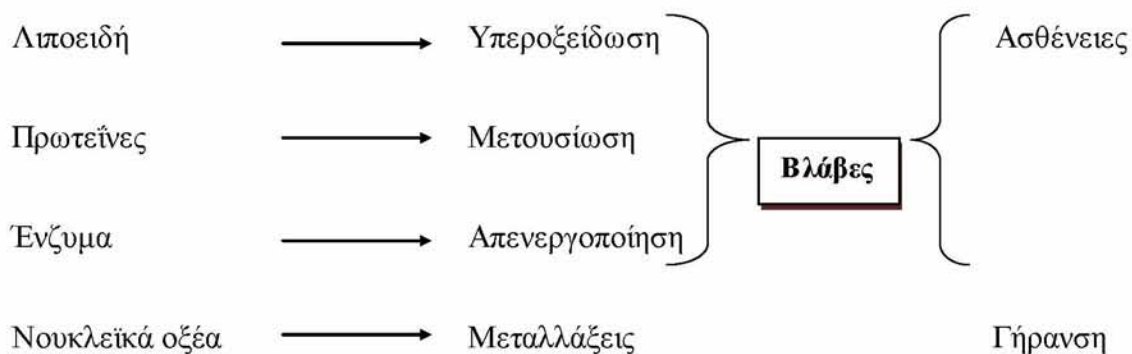 Λιποειδή Υπεροξείδωση Ασθένειες
Πρωτεΐνες Μετουσίωση
Βλάβες
Ένζυμα Απενεργοποίηση
Νουκλεϊκά οξέα Μεταλλάξεις Γήρανση